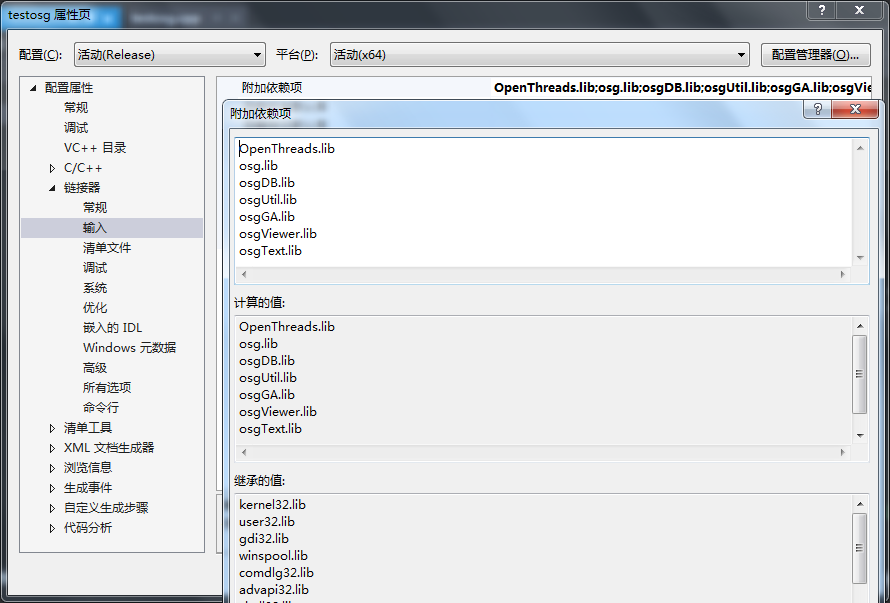 testosg 属性页
配置(C):
活动(Release)
平台(P):
活动(x64)
配置管理器(O)...
配置属性
常规
调试
VC++ 目录
C/C++
链接器
常规
输入
清单文件
调试
系统
优化
嵌入的 IDL
Windows 元数据
高级
所有选项
命令行
清单工具
XML 文档生成器
浏览信息
生成事件
自定义生成步骤
代码分析
附加依赖项
OpenThreads.lib;osg.lib;osgDB.lib;osgUtil.lib;osgGA.lib;osgVie
附加依赖项
OpenThreads.lib
osg.lib
osgDB.lib
osgUtil.lib
osgGA.lib
osgViewer.lib
osgText.lib
计算的值:
OpenThreads.lib
osg.lib
osgDB.lib
osgUtil.lib
osgGA.lib
osgViewer.lib
osgText.lib
继承的值:
kernel32.lib
user32.lib
gdi32.lib
winspool.lib
comdlg32.lib
advapi32.lib